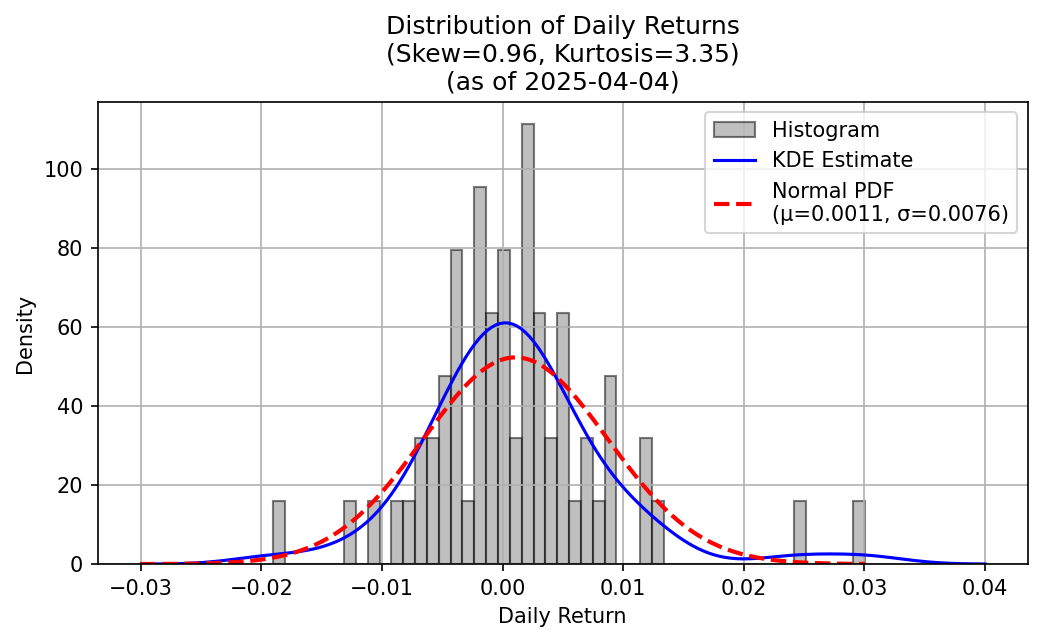 Distribution of Daily Returns
(Skew=0.96, Kurtosis=3.35)
(as of 2025-04-04)
Histogram
KDE Estimate
Normal PDF
(μ=0.0011, σ=0.0076)
Density
100
80
60
40
20
0
−0.03
−0.02
−0.01
0.00
0.01
0.02
0.03
0.04
Daily Return